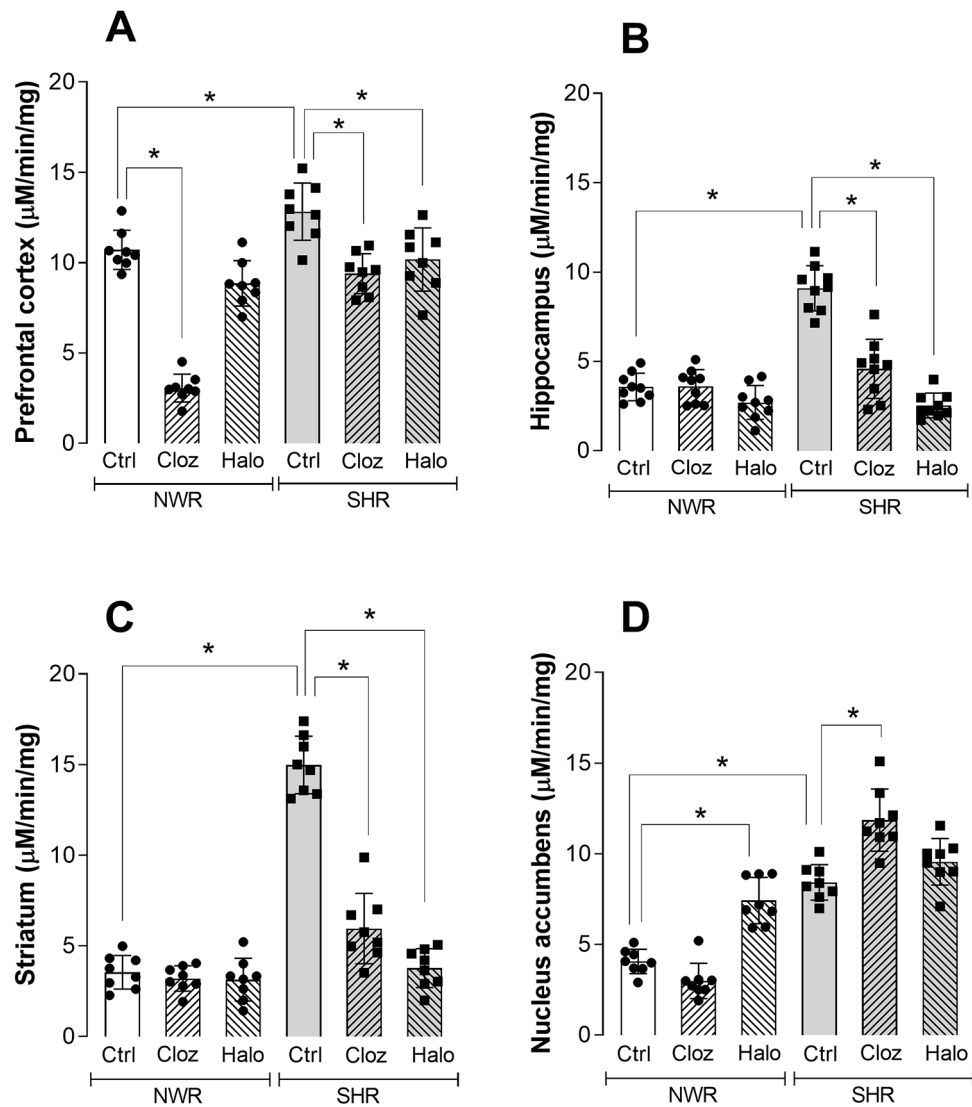 A
Prefrontal cortex (µM/min/mg)
20
15
10
5
0
*
*
*
*
Ctrl Cloz Halo Ctrl Cloz Halo
NWR SHR
B
Hippocampus (µM/min/mg)
20
15
10
5
0
*
*
*
Ctrl Cloz Halo Ctrl Cloz Halo
NWR SHR
C
Striatum (µM/min/mg)
20
15
10
5
0
*
*
*
Ctrl Cloz Halo Ctrl Cloz Halo
NWR SHR
D
Nucleus accumbens (µM/min/mg)
20
15
10
5
0
*
*
*
Ctrl Cloz Halo Ctrl Cloz Halo
NWR SHR